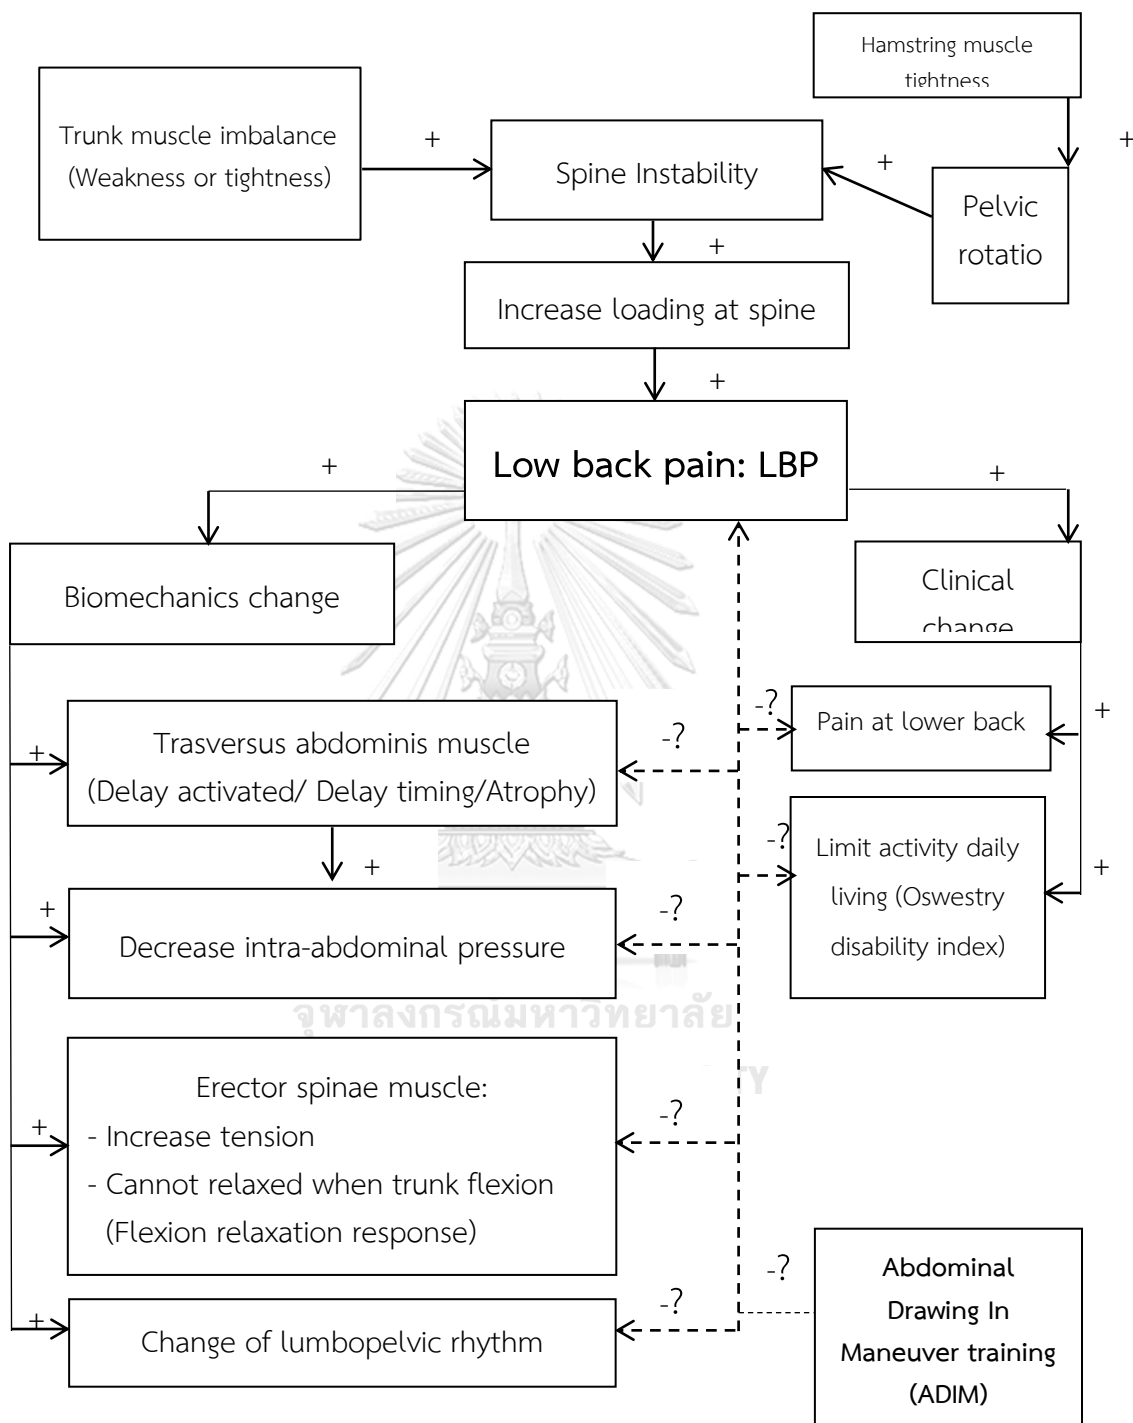 Hamstring muscle
tightness
Trunk muscle imbalance
(Weakness or tightness)
+
Spine Instability
+
+
Pelvic
rotatio
+
Increase loading at spine
+
Low back pain: LBP
+
+
Biomechanics change
Clinical
change
+
Trasversus abdominis muscle
(Delay activated/ Delay timing/Atrophy)
-?
-?
Pain at lower back
+
+
-?
Limit activity daily
living (Oswestry
disability index)
+
+
Decrease intra-abdominal pressure
-?
จุฬาลงกรณ์มหาวิทยาลัย
TY
+
Erector spinae muscle:
- Increase tension
- Cannot relaxed when trunk flexion
(Flexion relaxation response)
-?
+
Change of lumbopelvic rhythm
-?
-?
Abdominal
Drawing In
Maneuver training
(ADIM)